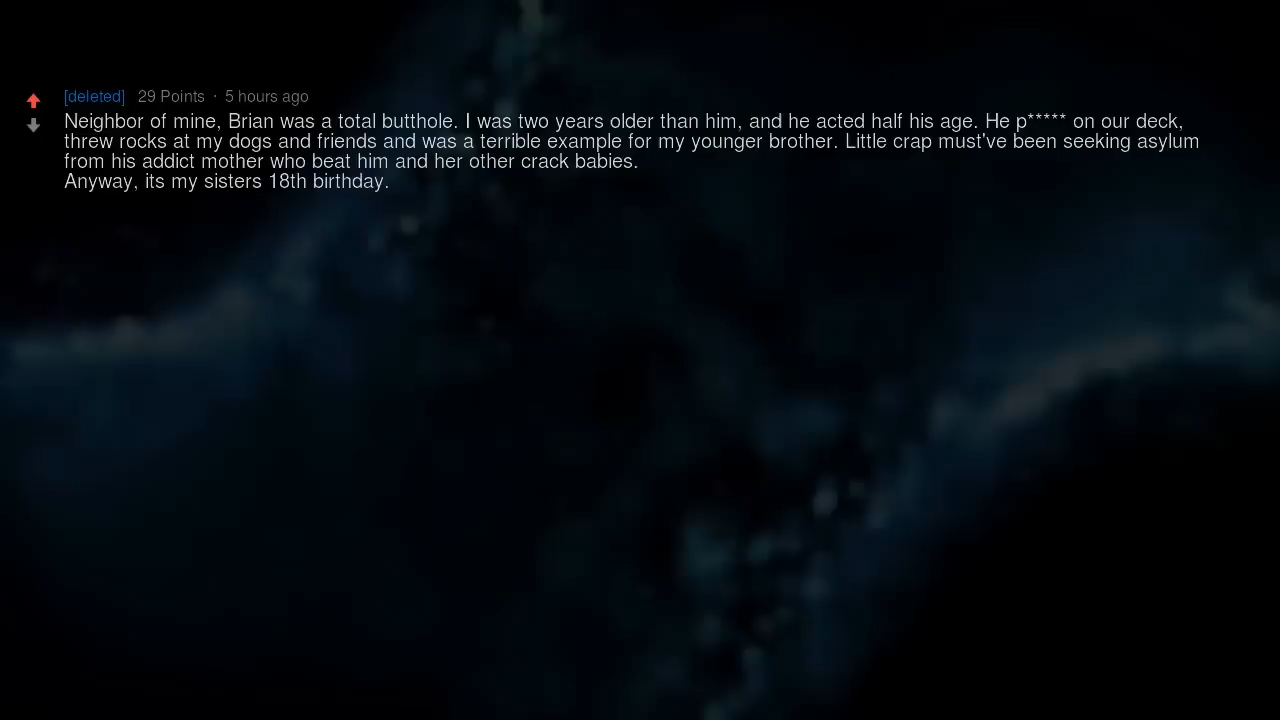 [deleted] 29 Points · 5 hours ago
Neighbor of mine, Brian was a total butthole. I was two years older than him, and he acted half his age. He p***** on our deck,
threw rocks at my dogs and friends and was a terrible example for my younger brother. Little crap must've been seeking asylum
from his addict mother who beat him and her other crack babies.
Anyway, its my sisters 18th birthday.